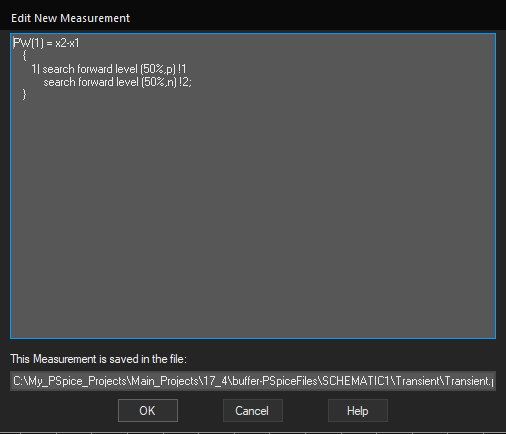 Edit New Measurement
PW(1) = x2-x1
{
1| search forward level (50%,p) !1
search forward level (50%,n) !2;
}
This Measurement is saved in the file:
C:\My_PSpice_Projects\Main_Projects\17_4\buffer-PSpiceFiles\SCHEMATIC1\Transient\Transient.p
OK
Cancel
Help